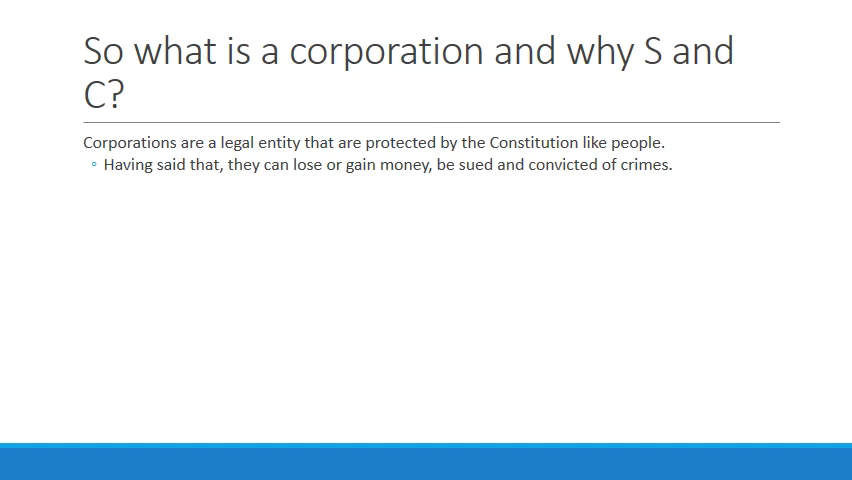 So what is a corporation and why S and
C?
Corporations are a legal entity that are protected by the Constitution like people.
◦ Having said that, they can lose or gain money, be sued and convicted of crimes.